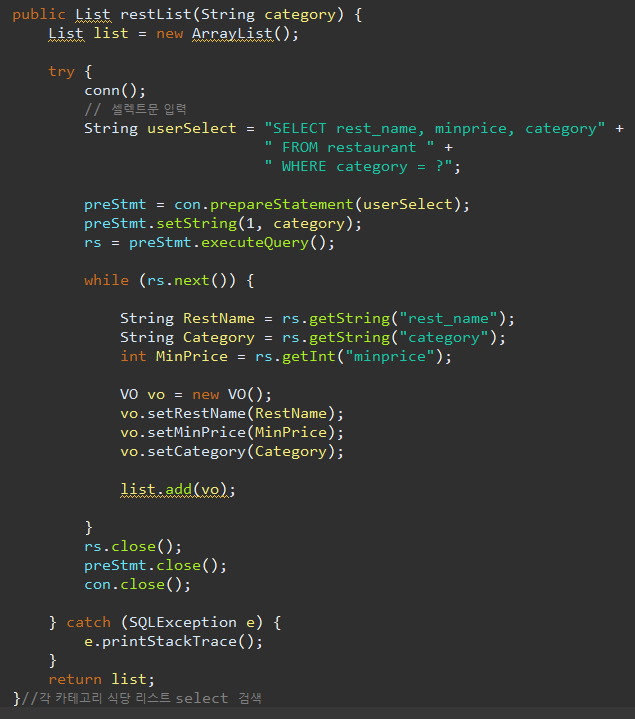 public List restList(String category) {
List list = new ArrayList();
try {
conn();
// 셀렉트문 입력
String userSelect = "SELECT rest_name, minprice, category" +
" FROM restaurant " +
" WHERE category = ?";
preStmt = con.prepareStatement(userSelect);
preStmt.setString(1, category);
rs = preStmt.executeQuery();
while (rs.next()) {
String RestName = rs.getString("rest_name");
String Category = rs.getString("category");
int MinPrice = rs.getInt("minprice");
VO vo = new VO();
vo.setRestName(RestName);
vo.setMinPrice(MinPrice);
vo.setCategory(Category);
list.add(vo);
}
rs.close();
preStmt.close();
con.close();
} catch (SQLException e) {
e.printStackTrace();
}
return list;
}//각 카테고리 식당 리스트 select 검색